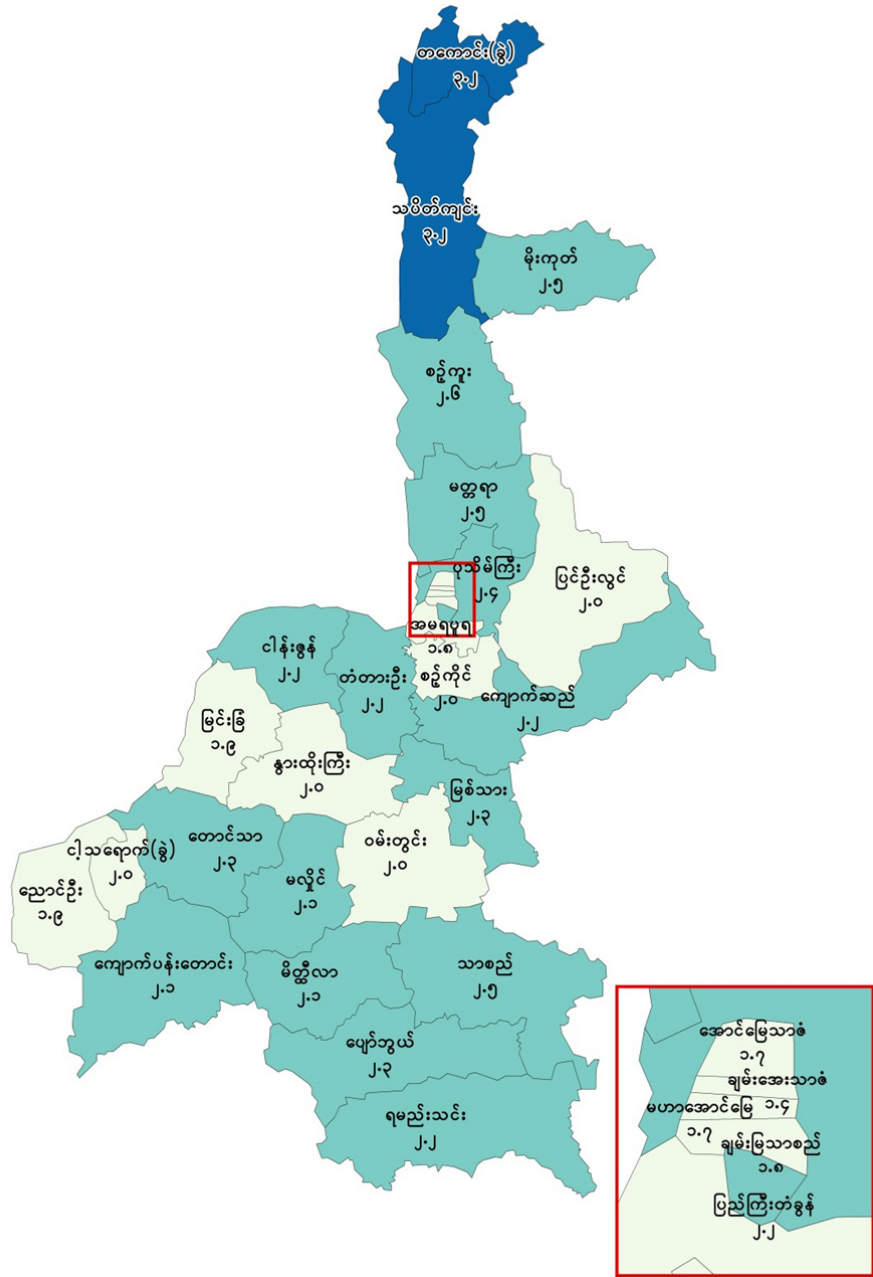 တကောင်း(ခွဲ)
၃.၂
သပိတ်ကျင်း
၃.၂
မိုးကုတ်
၂.၅
စဉ့်ကူး
၂.၆
မတ္တရာ
၂.၅
ပုသိမ်ကြီး
၂.၄
ပြင်ဦးလွင်
၂.၀
အမရပူရ
၁.၈
စဉ့်ကိုင်
၂.၀
ကျောက်ဆည်
၂.၂
ငါန်းဇွန်
၂.၂
တံတားဦး
၂.၂
မြင်းခြံ
၁.၉
နွားထိုးကြီး
၂.၀
မြစ်သား
၂.၃
တောင်သာ
၂.၃
ဝမ်းတွင်း
၂.၀
ငါ့သရောက်(ခွဲ)
၂.၀
မလှိုင်
၂.၁
ညောင်ဦး
၁.၉
ကျောက်ပန်းတောင်း
၂.၁
မိတ္ထီလာ
၂.၁
သာစည်
၂.၅
ပျော်ဘွယ်
၂.၃
ရမည်းသင်း
၂.၂
အောင်မြေသာဇံ
၁.၇
ချမ်းအေးသာဇံ
၁.၄
မဟာအောင်မြေ
၁.၇
ချမ်းမြသာစည်
၁.၈
ပြည်ကြီးတံခွန်
၂.၂